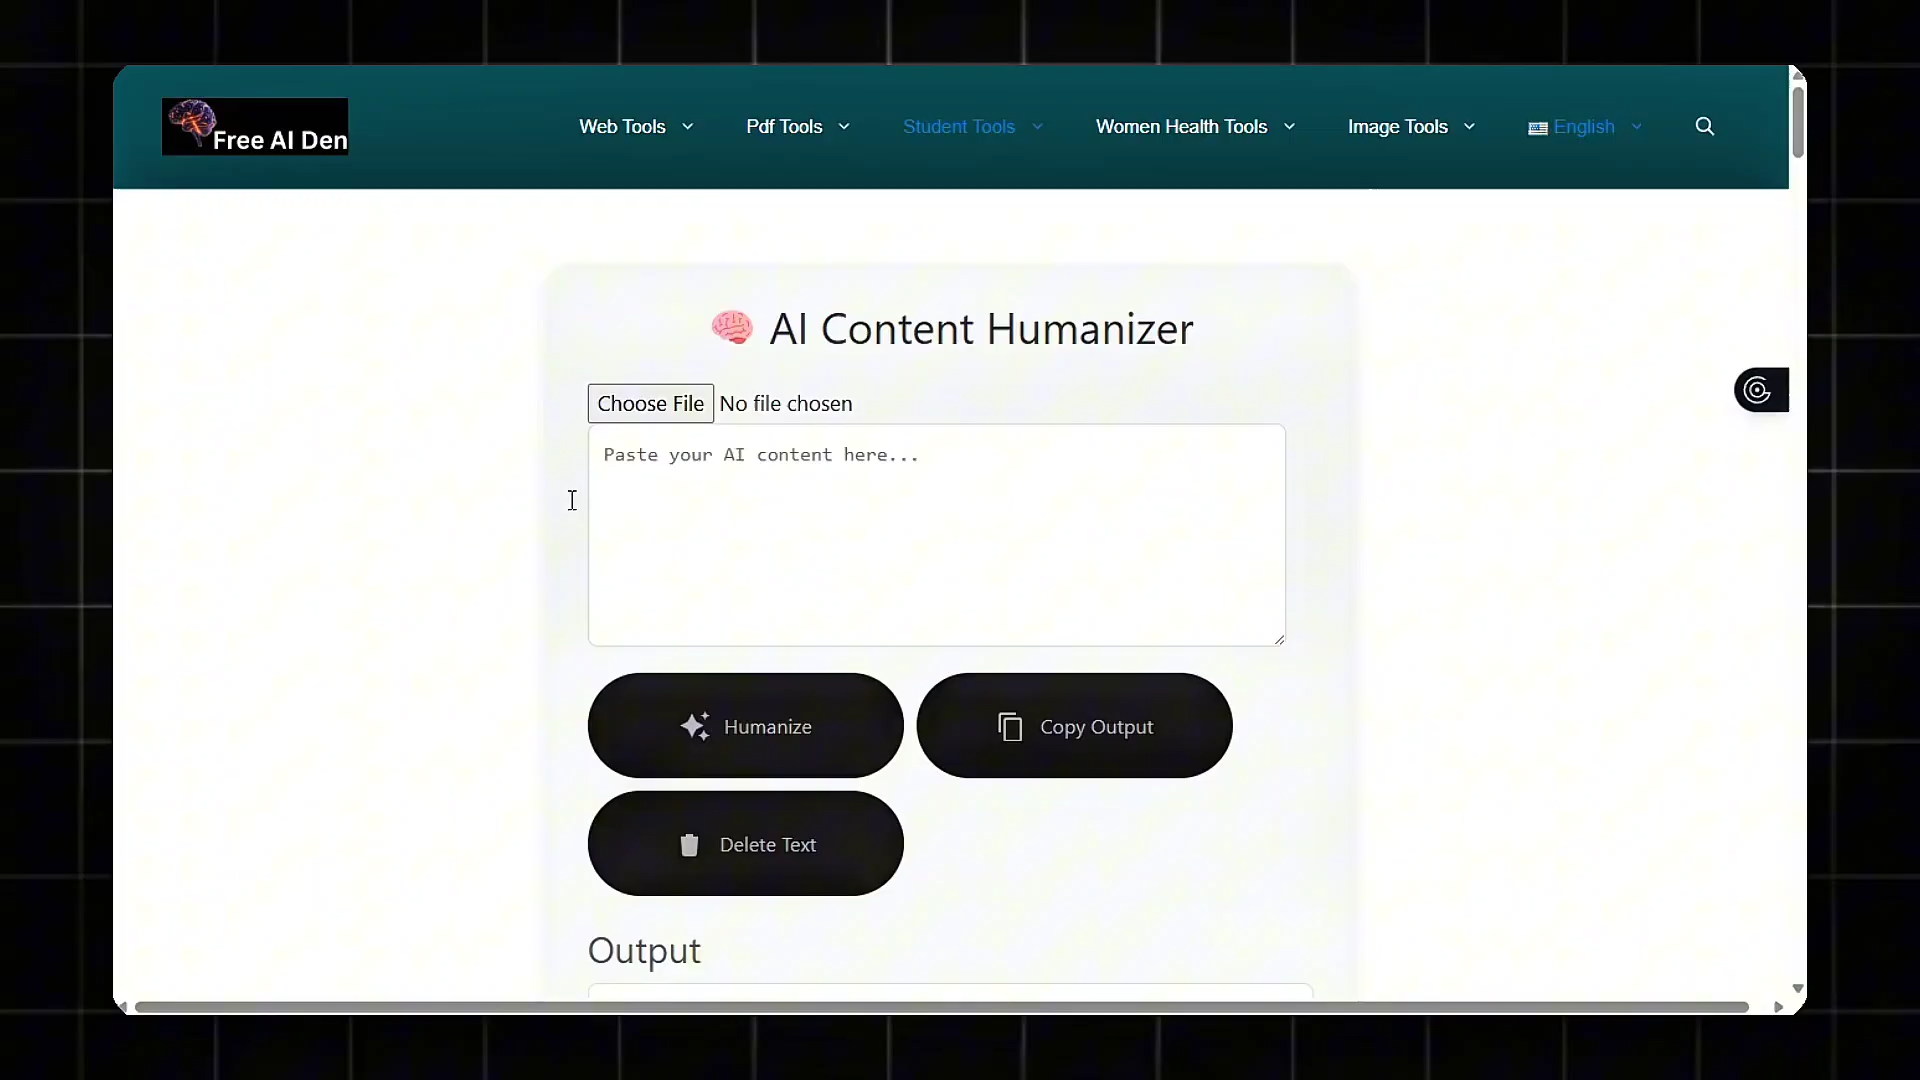 Free AI Den
Web Tools
Pdf Tools
Student Tools
Women Health Tools
Image Tools
English
AI Content Humanizer
Choose File No file chosen
Paste your AI content here...
Humanize
Copy Output
Delete Text
Output